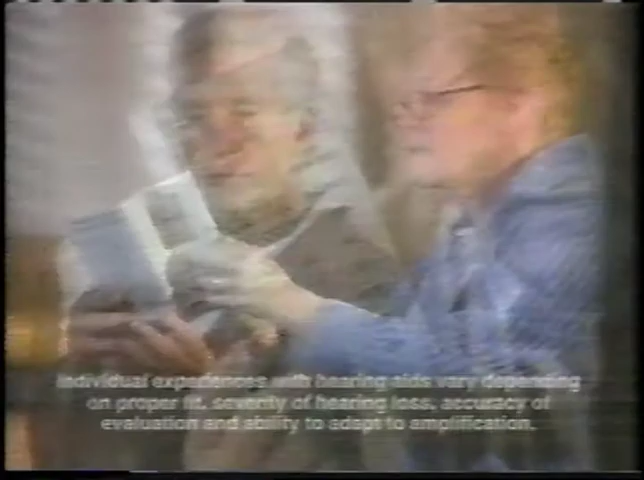 Individual experiences with hearing aids vary depending
on proper fit, severity of hearing loss, accuracy of
evaluation and ability to adapt to amplification.